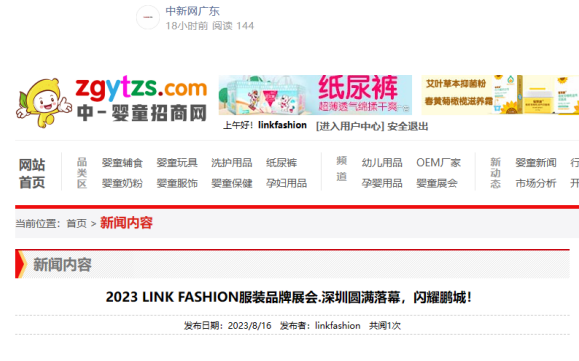 中新网广东
18小时前 阅读 144
zgytzs.com
中-婴童招商网
纸尿裤
超薄透气绵揉干爽
艾叶草本抑菌粉
春黄菊橄榄滋养霜
上午好！linkfashion [进入用户中心] 安全退出
网站首页
品类区
婴童辅食 婴童玩具 洗护用品 纸尿裤
婴童奶粉 婴童服饰 婴童保健 孕妇用品
频道
幼儿用品 OEM厂家
孕婴用品 婴童展会
新动态
婴童新闻 行
市场分析 开
当前位置：首页 > 新闻内容
新闻内容
2023 LINK FASHION服装品牌展会.深圳圆满落幕，闪耀鹏城！
发布日期：2023/8/16 发布者：linkfashion 共阅1次